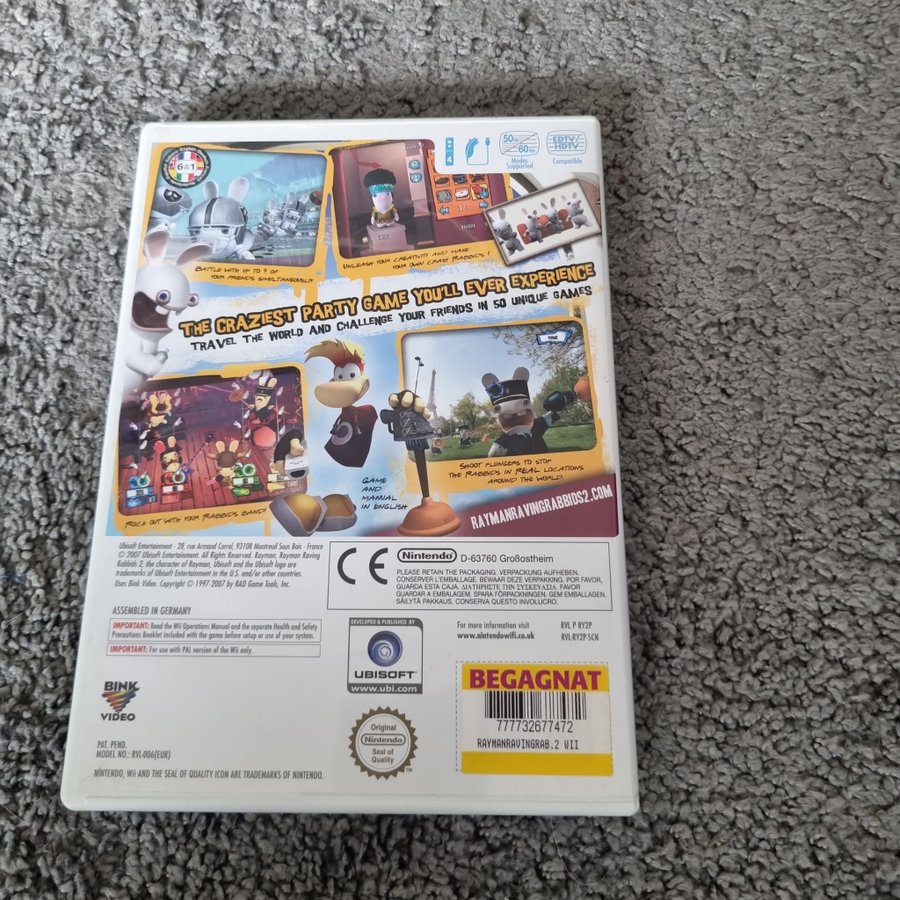 6 in 1
4
50Hz
60Hz
Modes
Supported
EDTV/
HDTV
Compatible
BATTLE WITH UP TO 4 OF
YOUR FRIENDS SIMULTANEOUSLY
UNLEASH YOUR CREATIVITY AND MAKE
YOUR OWN CRAZY RABBIDS!
THE CRAZIEST PARTY GAME YOU'LL EVER EXPERIENCE
TRAVEL THE WORLD AND CHALLENGE YOUR FRIENDS IN 50 UNIQUE GAMES
ROCK OUT WITH YOUR RABBIDS BAND!
GAME
AND
MANUAL
IN ENGLISH
SHOOT PLUNGERS TO STOP
THE RABBIDS IN REAL LOCATIONS
AROUND THE WORLD.
RAYMANRAVINGRABBIDS2.COM
Ubisoft Entertainment - 28, rue Armand Carrel, 93108 Montreuil Sous Bois - France
© 2007 Ubisoft Entertainment. All Rights Reserved. Rayman, Rayman Raving
Rabbids 2, the character of Rayman, Ubisoft and the Ubisoft logo are
trademarks of Ubisoft Entertainment in the U.S. and/or other countries.
Uses Bink Video. Copyright © 1997-2007 by RAD Game Tools, Inc.
CE Nintendo D-63760 Großostheim
PLEASE RETAIN THE PACKAGING. VERPACKUNG AUFHEBEN.
CONSERVER L'EMBALLAGE. BEWAAR DEZE VERPAKKING. POR FAVOR,
GUARDA ESTA CAJA. ΔΙΑΤΗΡΗΣΤΕ ΤΗΝ ΣΥΣΚΕΥΑΣΙΑ. FAVOR
GUARDAR A EMBALAGEM. SPARA FÖRPACKNINGEN. GEM EMBALLAGEN.
SÄILYTÄ PAKKAUS. CONSERVA QUESTO INVOLUCRO.
ASSEMBLED IN GERMANY
IMPORTANT: Read the Wii Operations Manual and the separate Health and Safety
Precautions Booklet included with the game before setup or use of your system.
IMPORTANT: For use with PAL version of the Wii only.
DEVELOPED & PUBLISHED BY
UBISOFT
www.ubi.com
For more information visit
www.nintendowifi.co.uk
RVL P RY2P
RVL-RY2P-SCN
BINK
VIDEO
Original
Nintendo
Seal of
Quality
TM
BEGAGNAT
777732677472
RAYMANRAVINGRAB.2 WII
PAT. PEND.
MODEL NO.: RVL-006(EUR)
NINTENDO, Wii AND THE SEAL OF QUALITY ICON ARE TRADEMARKS OF NINTENDO.